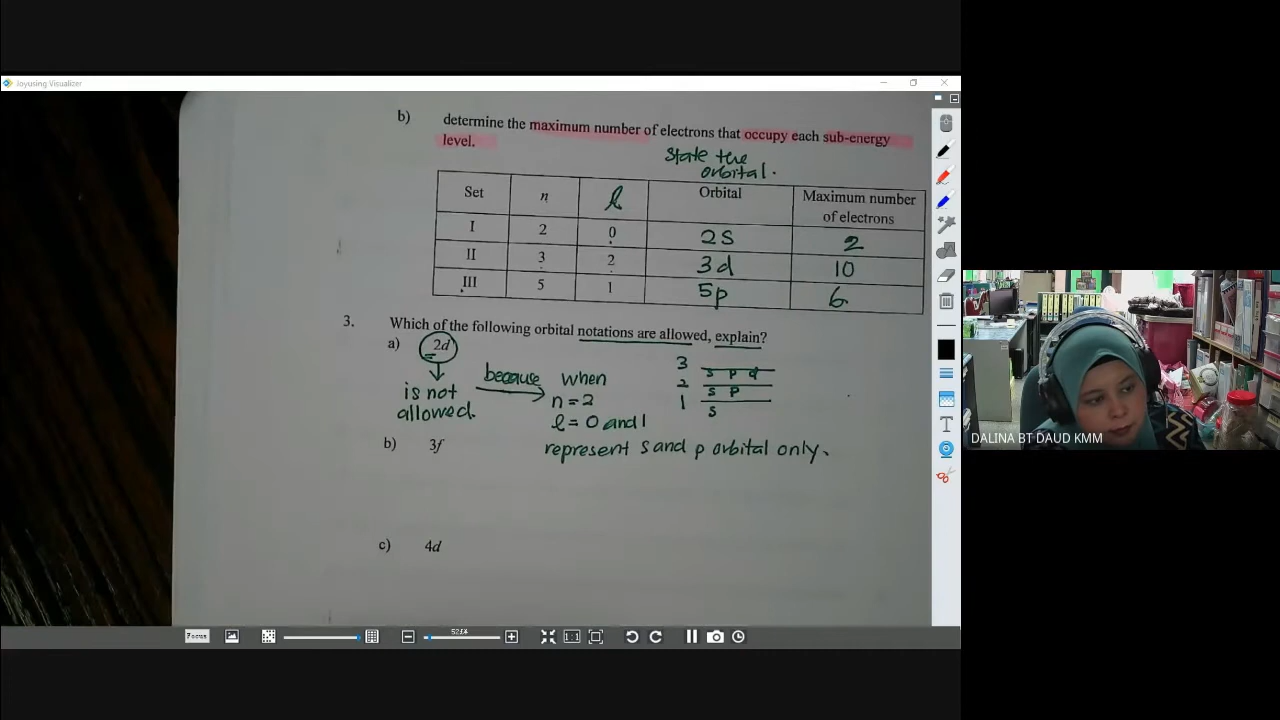 Joyusing Visualizer
b) determine the maximum number of electrons that occupy each sub-energy
level.
state the
orbital.
Set n l Orbital Maximum number
of electrons
I 2 0 2s 2
II 3 2 3d 10
III 5 1 5p 6
3. Which of the following orbital notations are allowed, explain?
a) 2d
is not
allowed.
because when
n = 2
l = 0 and 1
represent s and p orbital only.
3 s p d
2 s p
1 s
b) 3f
c) 4d
DALINA BT DAUD KMM
Focus
1:1